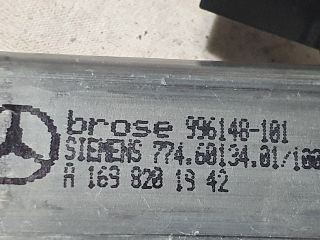 brose 996148-101
SIEMENS 774.60134.01/100
A 169 820 19 42